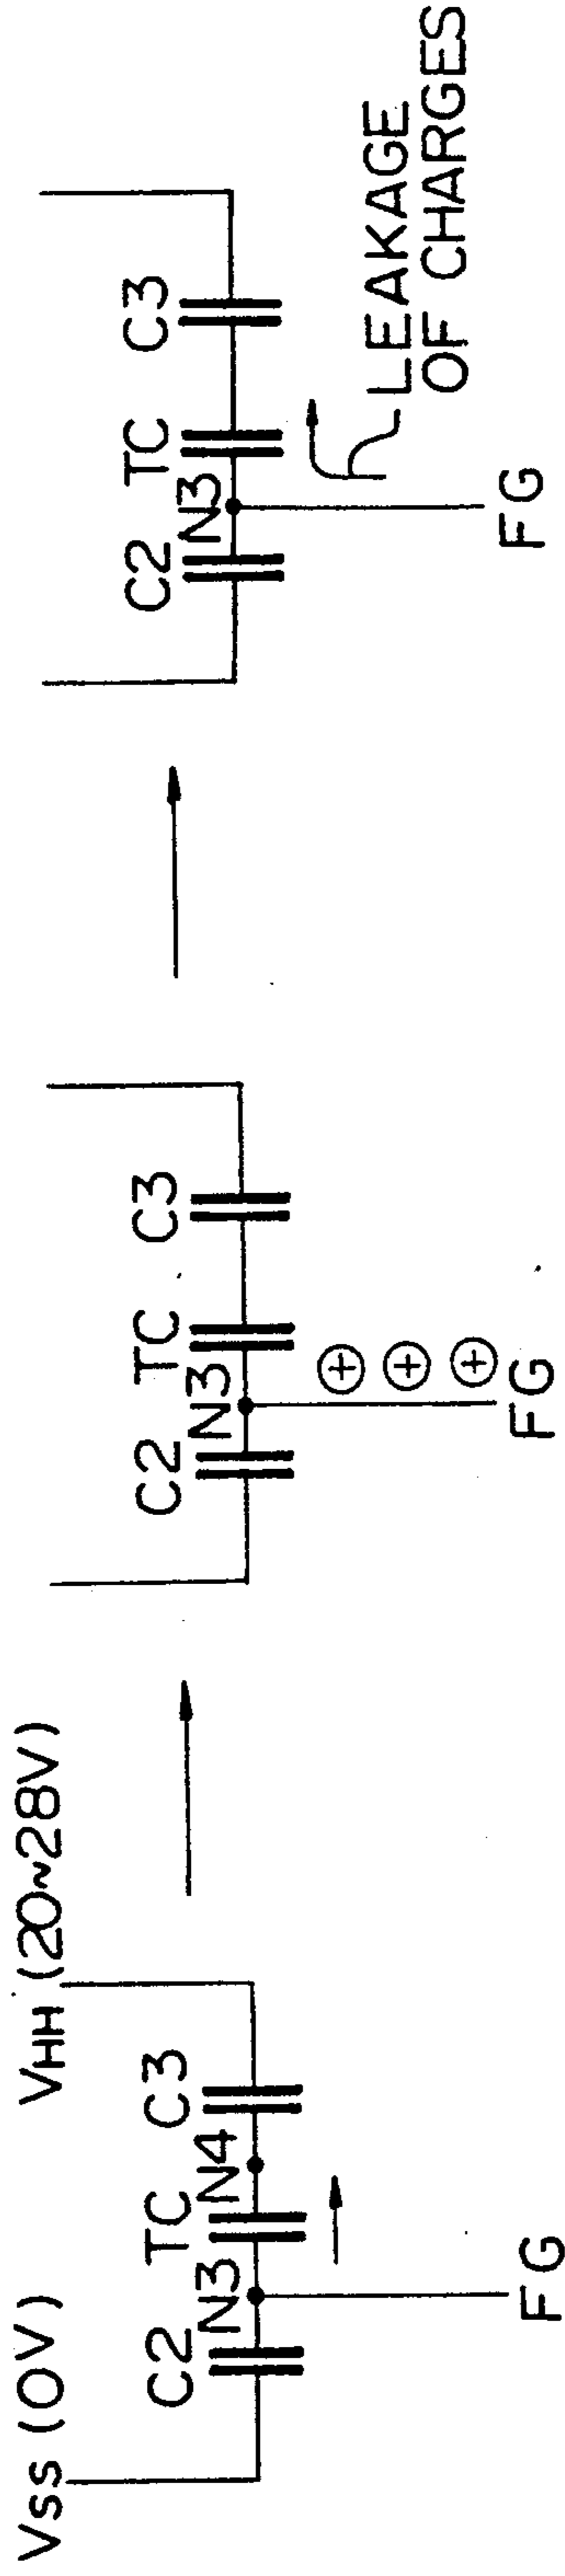 Vss (0V)
VHH (20~28V)
C2
N3
TC
N4
C3
FG
C2
N3
TC
C3
+
+
+
FG
C2
N3
TC
C3
LEAKAGE
OF CHARGES
FG